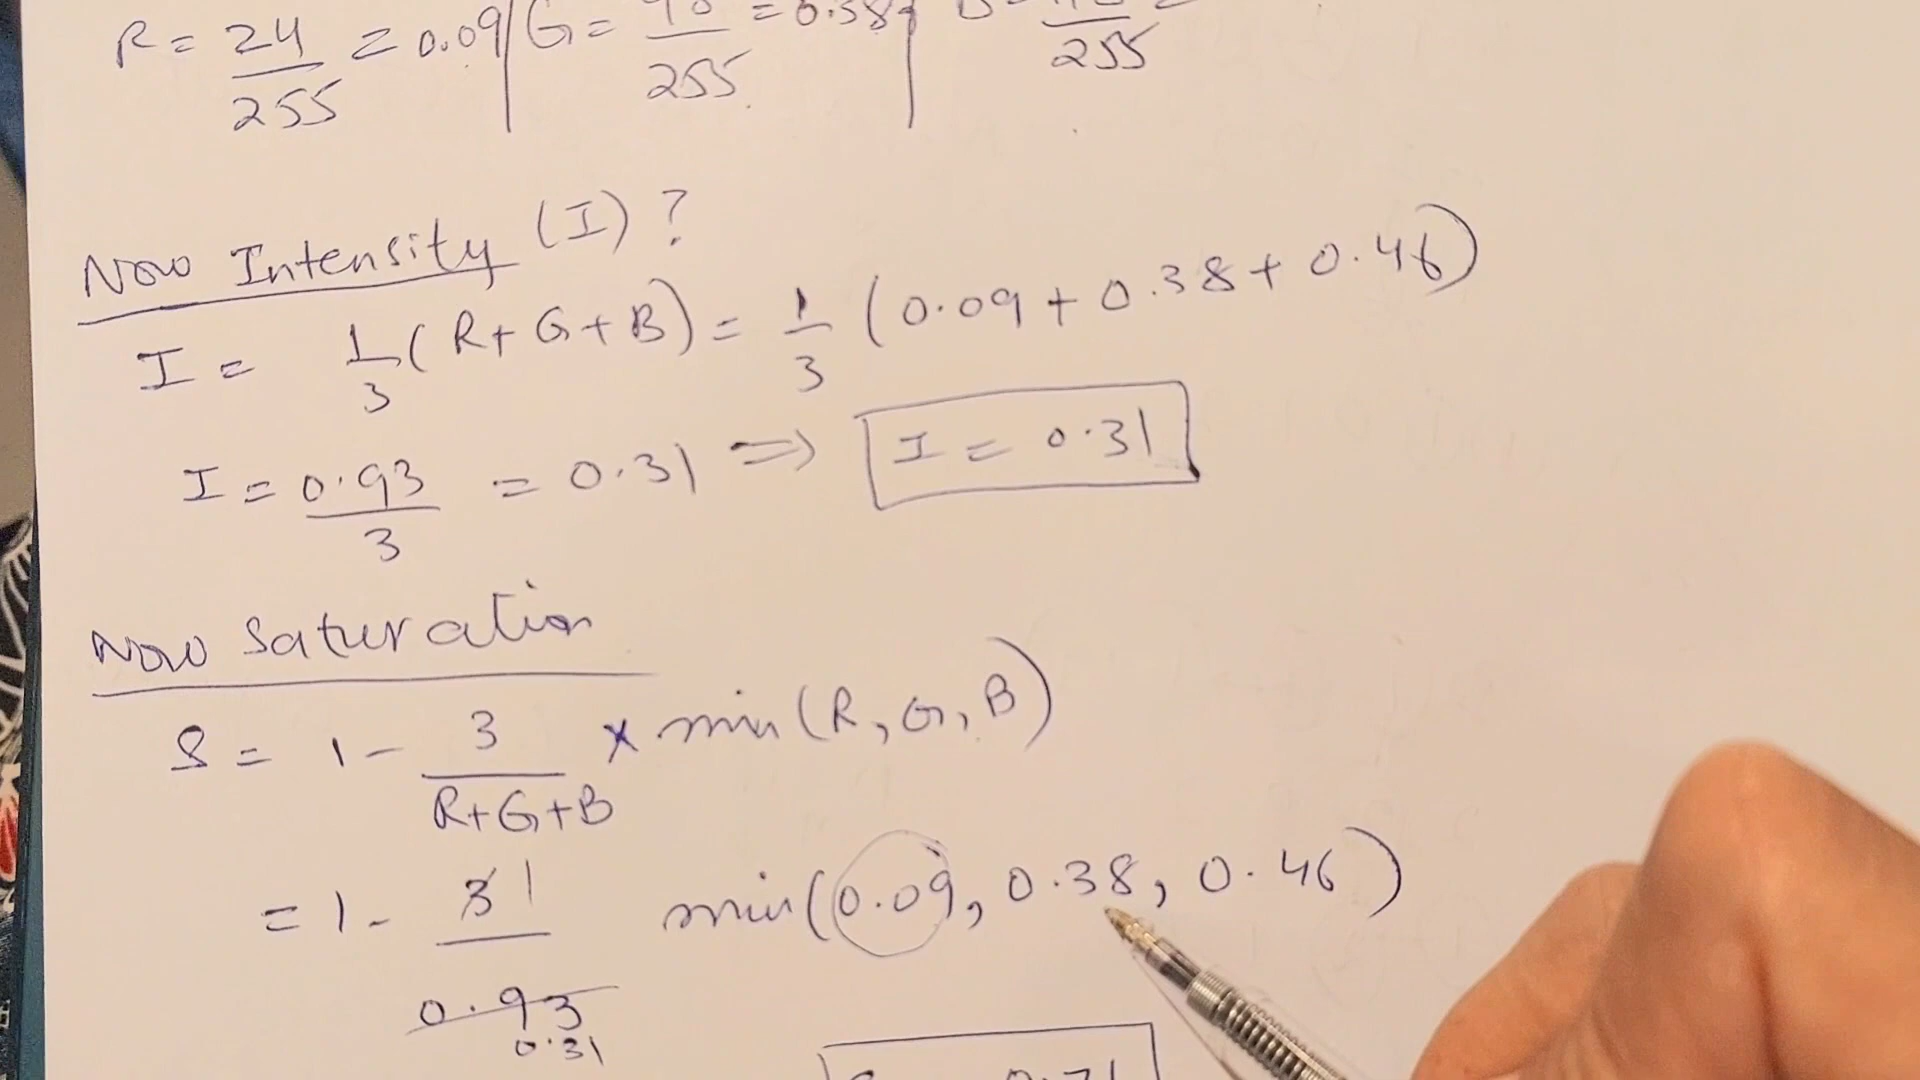 R = 24/255 = 0.09 | G = /255 = 0.38 | /255
Now Intensity (I) ?
I = 1/3 (R+G+B) = 1/3 (0.09 + 0.38 + 0.46)
I = 0.93/3 = 0.31 ⇒ I = 0.31
Now Saturation
S = 1 - 3/(R+G+B) × min(R, G, B)
= 1 - 3 1/0.93 min(0.09, 0.38, 0.46)
0.31